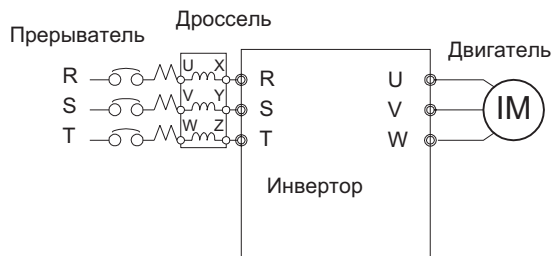 Дроссель
Прерыватель
Двигатель
R U X R U
S V Y S V IM
T W Z T W
Инвертор